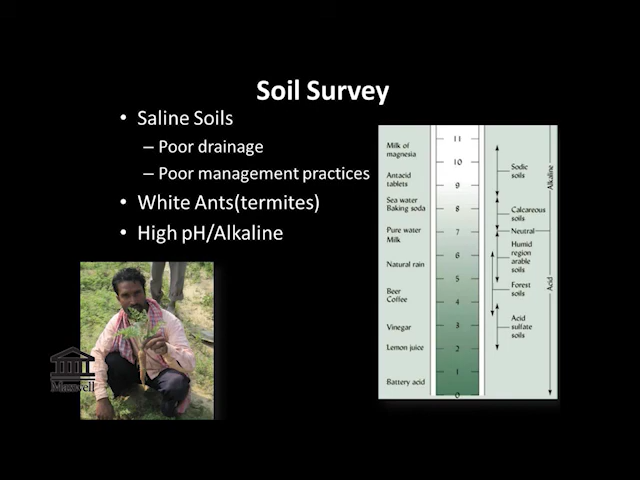 Soil Survey
• Saline Soils
– Poor drainage
– Poor management practices
• White Ants(termites)
• High pH/Alkaline
Maxwell
11
Milk of
magnesia
10
Antacid
tablets
9
Sea water
Baking soda
8
Pure water
Milk
7
Natural rain
6
5
Beer
Coffee
4
Vinegar
3
Lemon juice
2
1
Battery acid
0
Sodic
soils
Calcareous
soils
Neutral
Humid
region
arable
soils
Forest
soils
Acid
sulfate soils
Alkaline
Acid